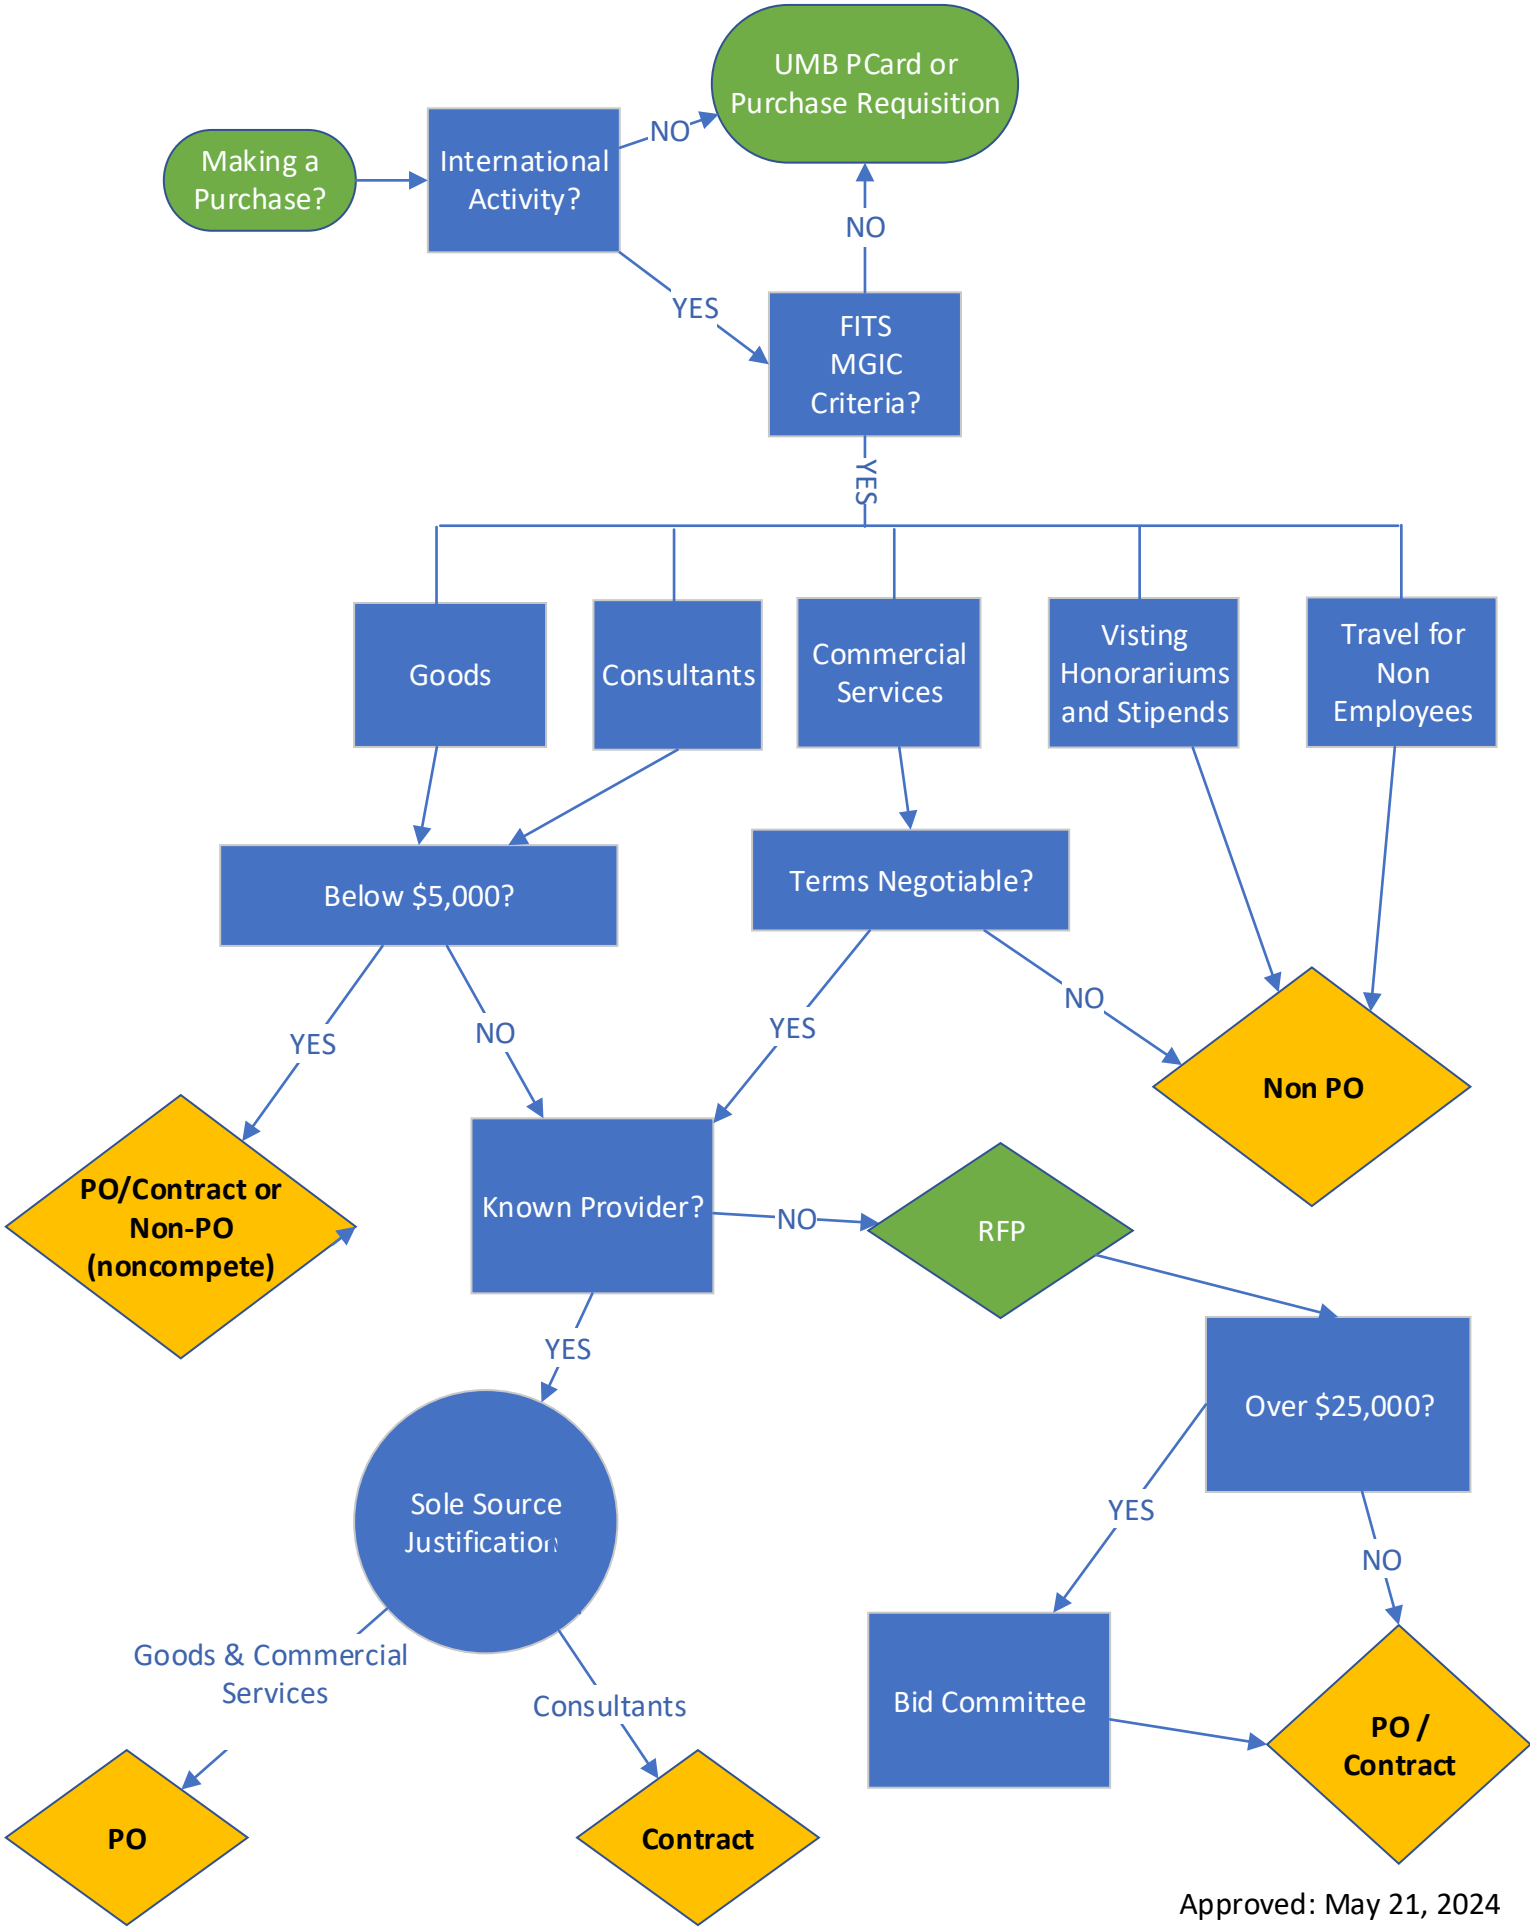 UMB PCard or
Purchase Requisition
Making a
Purchase?
International
Activity?
NO
NO
YES
FITS
MGIC
Criteria?
YES
Goods
Consultants
Commercial
Services
Visting
Honorariums
and Stipends
Travel for
Non
Employees
Below $5,000?
Terms Negotiable?
YES
NO
YES
NO
Non PO
PO/Contract or
Non-PO
(noncompete)
Known Provider?
NO
RFP
YES
Over $25,000?
Sole Source
Justification
YES
NO
Goods & Commercial
Services
Consultants
Bid Committee
PO /
Contract
PO
Contract
Approved: May 21, 2024